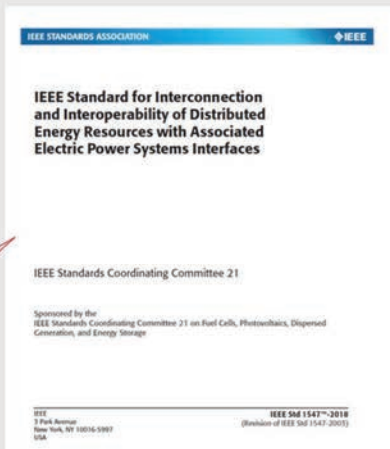 IEEE STANDARDS ASSOCIATION
IEEE
IEEE Standard for Interconnection
and Interoperability of Distributed
Energy Resources with Associated
Electric Power Systems Interfaces
IEEE Standards Coordinating Committee 21
Sponsored by the
IEEE Standards Coordinating Committee 21 on Fuel Cells, Photovoltaics, Dispersed
Generation, and Energy Storage
IEEE
3 Park Avenue
New York, NY 10016-5997
USA
IEEE Std 1547™-2018
(Revision of IEEE Std 1547-2003)